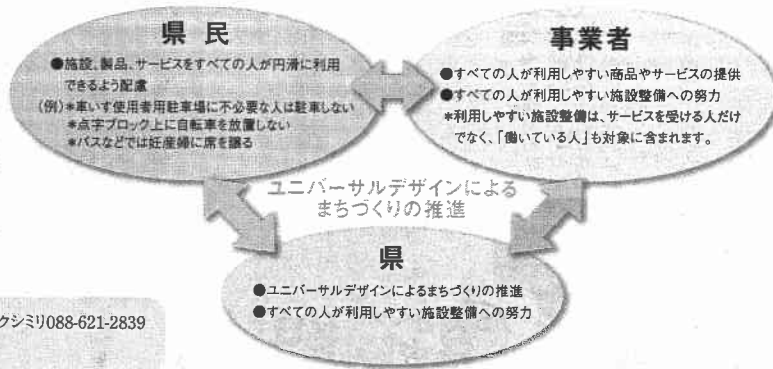 県民
●施設、製品、サービスをすべての人が円滑に利用
できるよう配慮
(例)*車いす使用者用駐車場に不必要な人は駐車しない
*点字ブロック上に自転車を放置しない
*バスなどでは妊産婦に席を譲る
事業者
●すべての人が利用しやすい商品やサービスの提供
●すべての人が利用しやすい施設整備への努力
*利用しやすい施設整備は、サービスを受ける人だけ
でなく、「働いている人」も対象に含まれます。
ユニバーサルデザインによる
まちづくりの推進
県
●ユニバーサルデザインによるまちづくりの推進
●すべての人が利用しやすい施設整備への努力
クシミリ088-621-2839